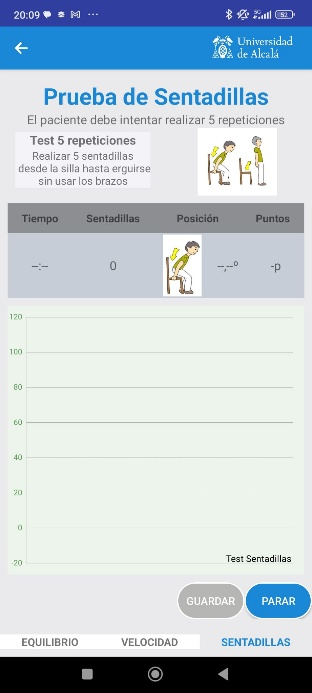 20:09
Universidad
de Alcalá
Prueba de Sentadillas
El paciente debe intentar realizar 5 repeticiones
Test 5 repeticiones
Realizar 5 sentadillas
desde la silla hasta erguirse
sin usar los brazos
Tiempo Sentadillas Posición Puntos
--:-- 0 --,--º -p
120
100
80
60
40
20
0
-20
Test Sentadillas
GUARDAR PARAR
EQUILIBRIO VELOCIDAD SENTADILLAS